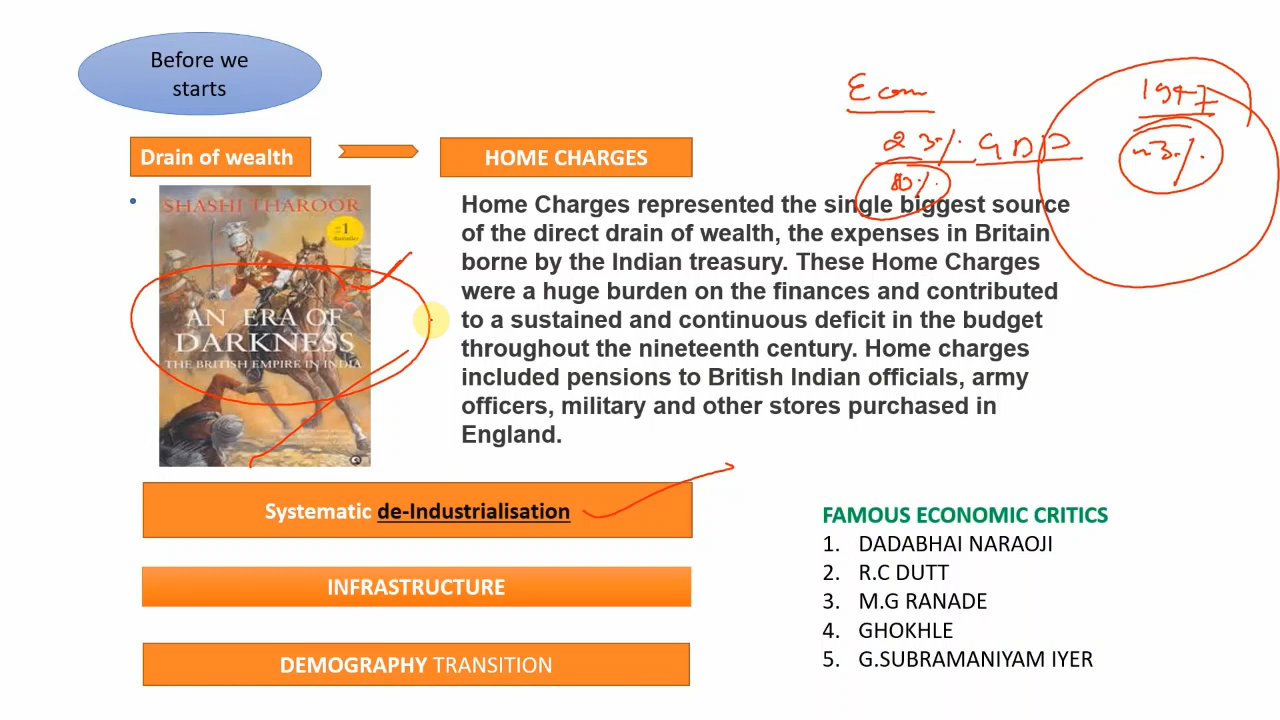 Before we
starts
Econ
23% GDP
80%
1947
~3%
Drain of wealth
HOME CHARGES
SHASHI THAROOR
#1
AN ERA OF
DARKNESS
THE BRITISH EMPIRE IN INDIA
Home Charges represented the single biggest source
of the direct drain of wealth, the expenses in Britain
borne by the Indian treasury. These Home Charges
were a huge burden on the finances and contributed
to a sustained and continuous deficit in the budget
throughout the nineteenth century. Home charges
included pensions to British Indian officials, army
officers, military and other stores purchased in
England.
Systematic de-Industrialisation
INFRASTRUCTURE
DEMOGRAPHY TRANSITION
FAMOUS ECONOMIC CRITICS
1. DADABHAI NARAOJI
2. R.C DUTT
3. M.G RANADE
4. GHOKHLE
5. G.SUBRAMANIYAM IYER